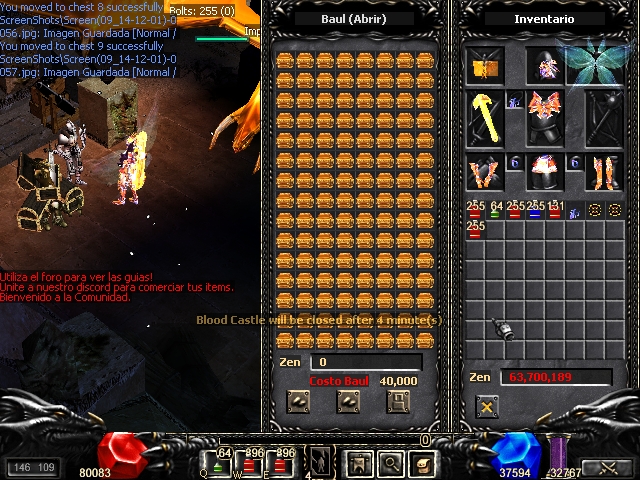 You moved to chest 8 successfully
ScreenShots\Screen(09_14-12-01)-0
056.jpg: Imagen Guardada [Normal /
You moved to chest 9 successfully
ScreenShots\Screen(09_14-12-01)-0
057.jpg: Imagen Guardada [Normal /
Bolts: 255 (0)
Baul (Abrir)
Inventario
6
6
255 64 255 255 131
255
Utiliza el foro para ver las guias!
Unite a nuestro discord para comerciar tus items.
Bienvenido a la Comunidad.
Blood Castle will be closed after 4 minute(s)
Zen 0
Costo Baul 40,000
Zen 63,700,189
0
146 109
80083
64 896 896
Q W E
37594
-32767